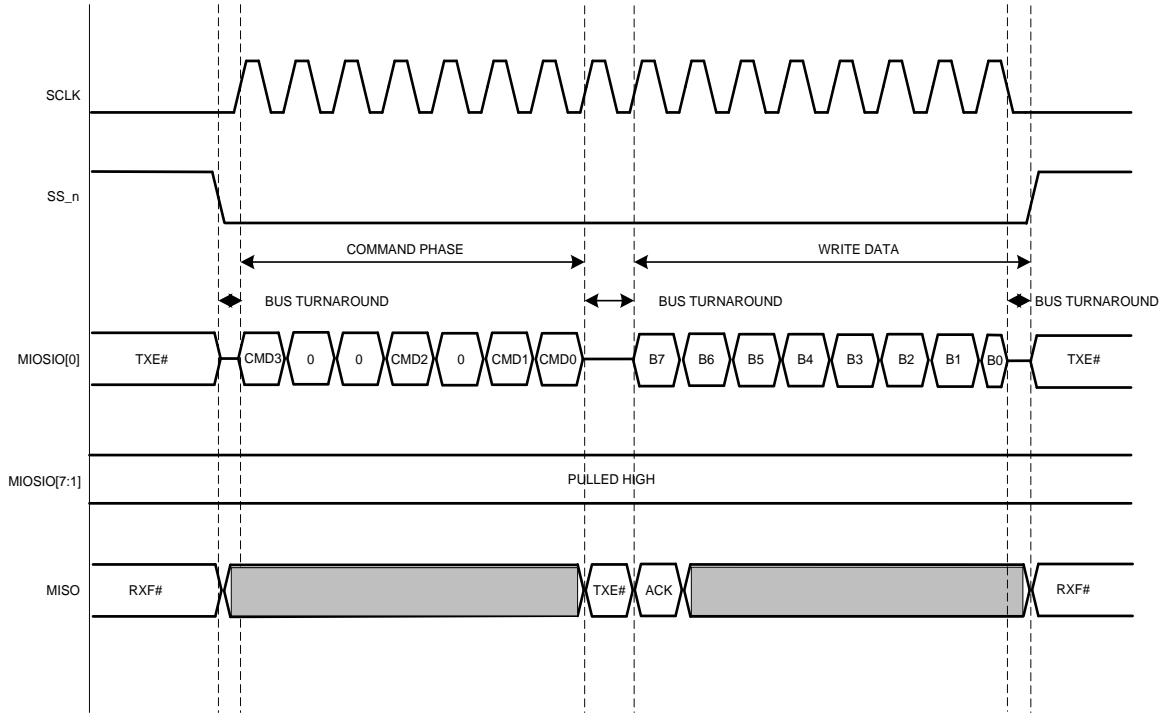 SCLK
SS_n
COMMAND PHASE WRITE DATA
BUS TURNAROUND BUS TURNAROUND BUS TURNAROUND
MIOSIO[0] TXE# CMD3 0 0 CMD2 0 CMD1 CMD0 B7 B6 B5 B4 B3 B2 B1 B0 TXE#
MIOSIO[7:1] PULLED HIGH
MISO RXF# TXE# ACK RXF#